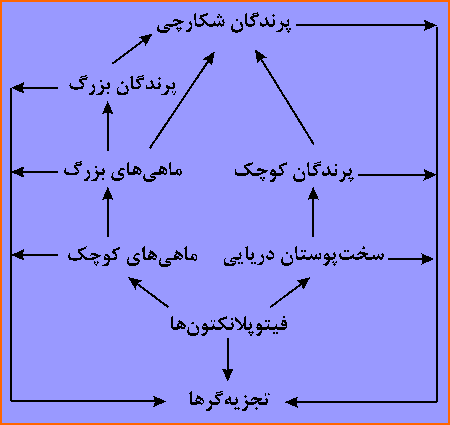 پرندگان شکارچی
پرندگان بزرگ
ماهی‌های بزرگ
پرندگان کوچک
ماهی‌های کوچک
سخت‌پوستان دریایی
فیتوپلانکتون‌ها
تجزیه‌گرها